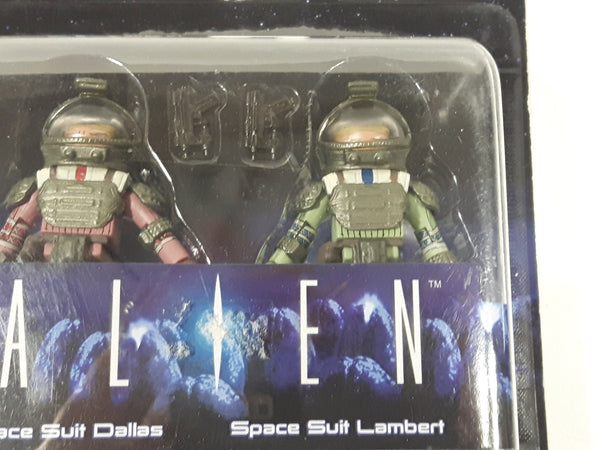 ALIEN™
ace Suit Dallas
Space Suit Lambert